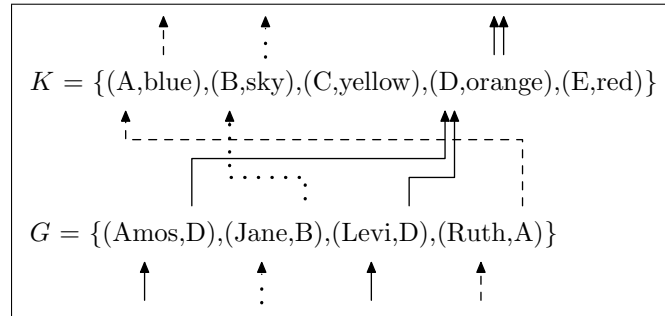 K = {(A,blue),(B,sky),(C,yellow),(D,orange),(E,red)}
G = {(Amos,D),(Jane,B),(Levi,D),(Ruth,A)}